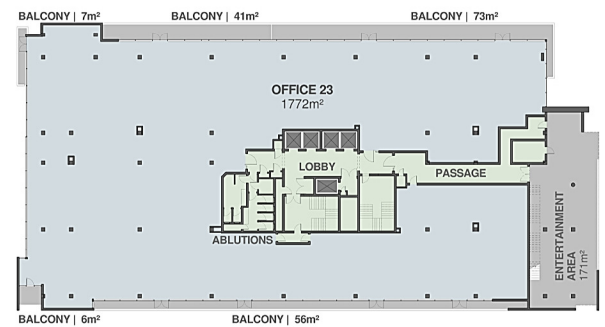 BALCONY | 7m²
BALCONY | 41m²
BALCONY | 73m²
OFFICE 23
1772m²
LOBBY
PASSAGE
ABLUTIONS
ENTERTAINMENT
AREA
171m²
BALCONY | 6m²
BALCONY | 56m²